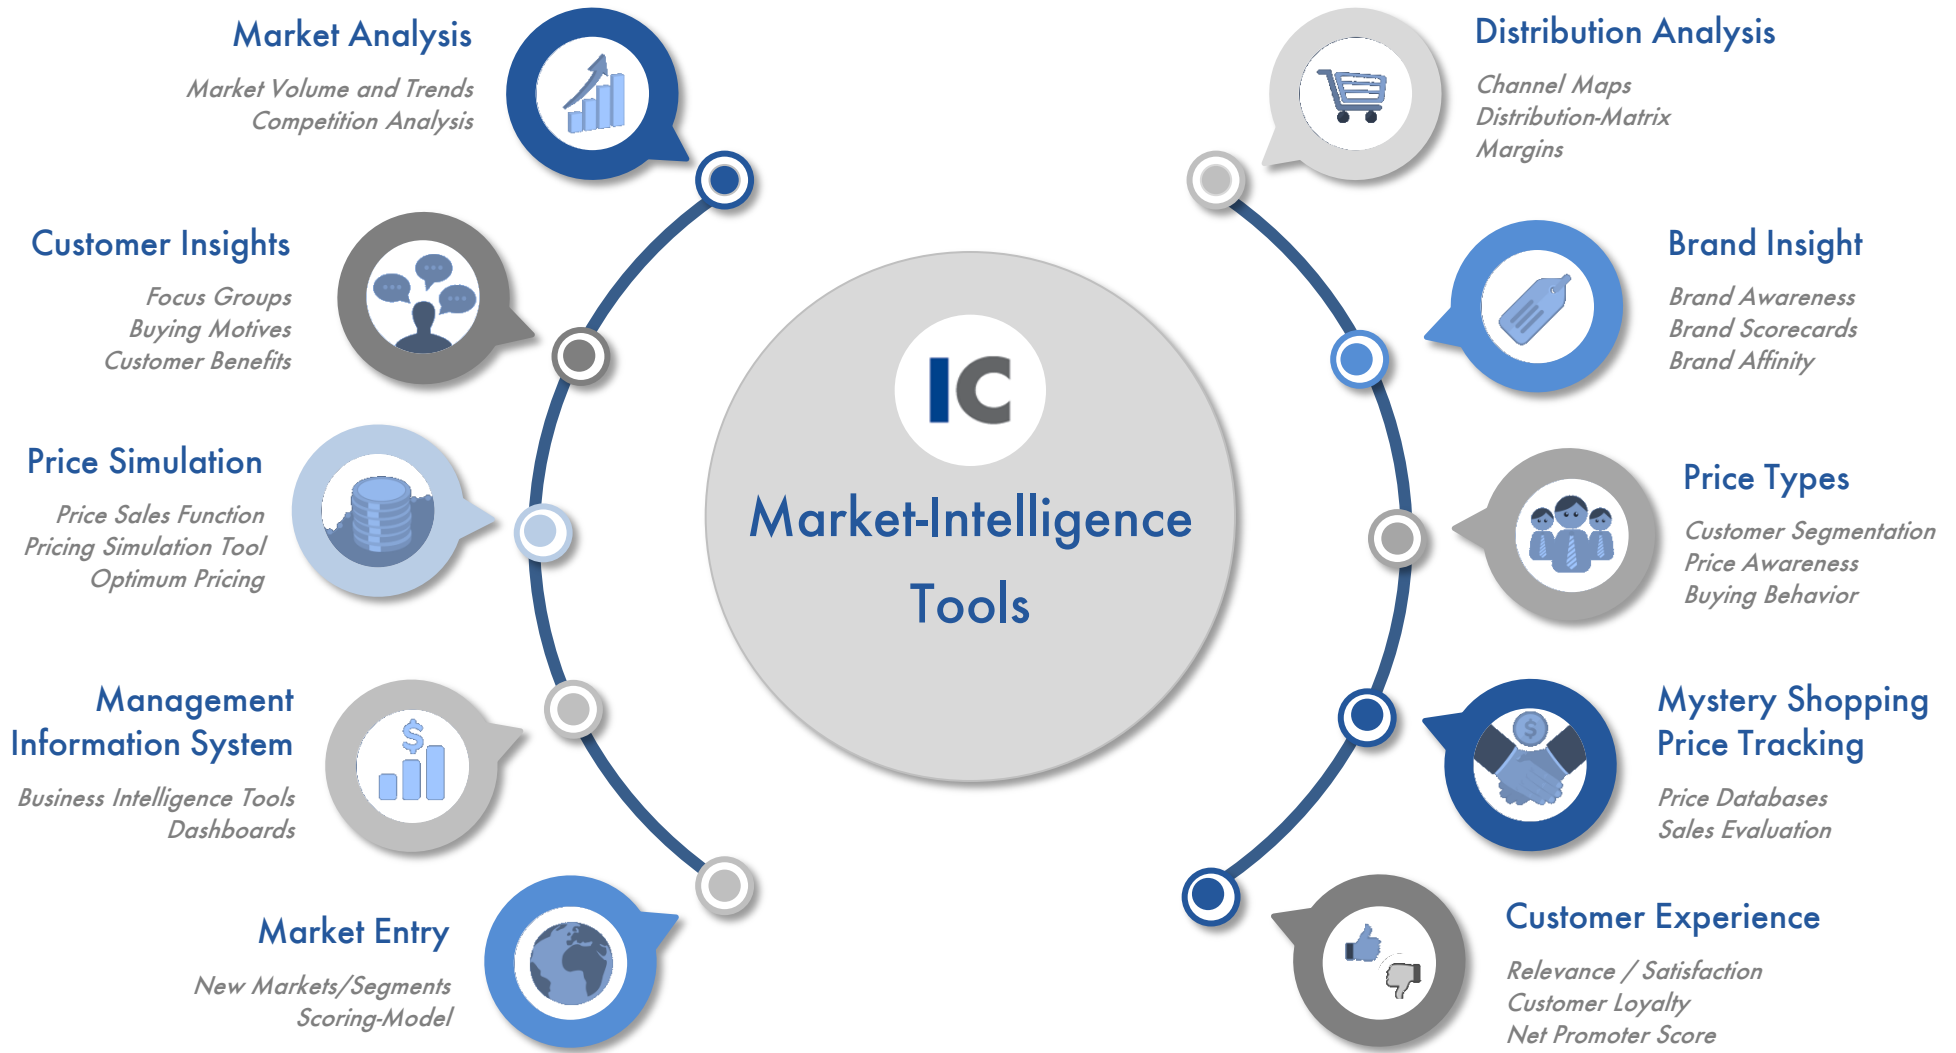 Market Analysis
Market Volume and Trends
Competition Analysis
Customer Insights
Focus Groups
Buying Motives
Customer Benefits
Price Simulation
Price Sales Function
Pricing Simulation Tool
Optimum Pricing
Management
Information System
Business Intelligence Tools
Dashboards
Market Entry
New Markets/Segments
Scoring-Model
IC
Market-Intelligence
Tools
Distribution Analysis
Channel Maps
Distribution-Matrix
Margins
Brand Insight
Brand Awareness
Brand Scorecards
Brand Affinity
Price Types
Customer Segmentation
Price Awareness
Buying Behavior
Mystery Shopping
Price Tracking
Price Databases
Sales Evaluation
Customer Experience
Relevance / Satisfaction
Customer Loyalty
Net Promoter Score
$
$